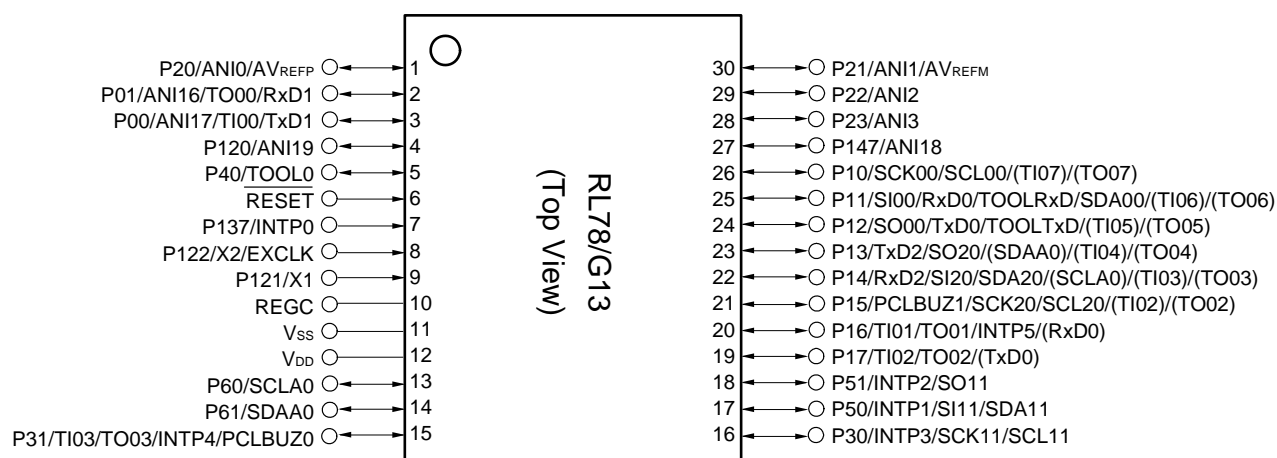 P20/ANI0/AVREFP 1 30 P21/ANI1/AVREFM
P01/ANI16/TO00/RxD1 2 29 P22/ANI2
P00/ANI17/TI00/TxD1 3 28 P23/ANI3
P120/ANI19 4 27 P147/ANI18
P40/TOOL0 5 26 P10/SCK00/SCL00/(TI07)/(TO07)
RESET 6 25 P11/SI00/RxD0/TOOLRxD/SDA00/(TI06)/(TO06)
P137/INTP0 7 24 P12/SO00/TxD0/TOOLTxD/(TI05)/(TO05)
P122/X2/EXCLK 8 23 P13/TxD2/SO20/(SDAA0)/(TI04)/(TO04)
P121/X1 9 22 P14/RxD2/SI20/SDA20/(SCLA0)/(TI03)/(TO03)
REGC 10 21 P15/PCLBUZ1/SCK20/SCL20/(TI02)/(TO02)
VSS 11 20 P16/TI01/TO01/INTP5/(RxD0)
VDD 12 19 P17/TI02/TO02/(TxD0)
P60/SCLA0 13 18 P51/INTP2/SO11
P61/SDAA0 14 17 P50/INTP1/SI11/SDA11
P31/TI03/TO03/INTP4/PCLBUZ0 15 16 P30/INTP3/SCK11/SCL11
RL78/G13
(Top View)